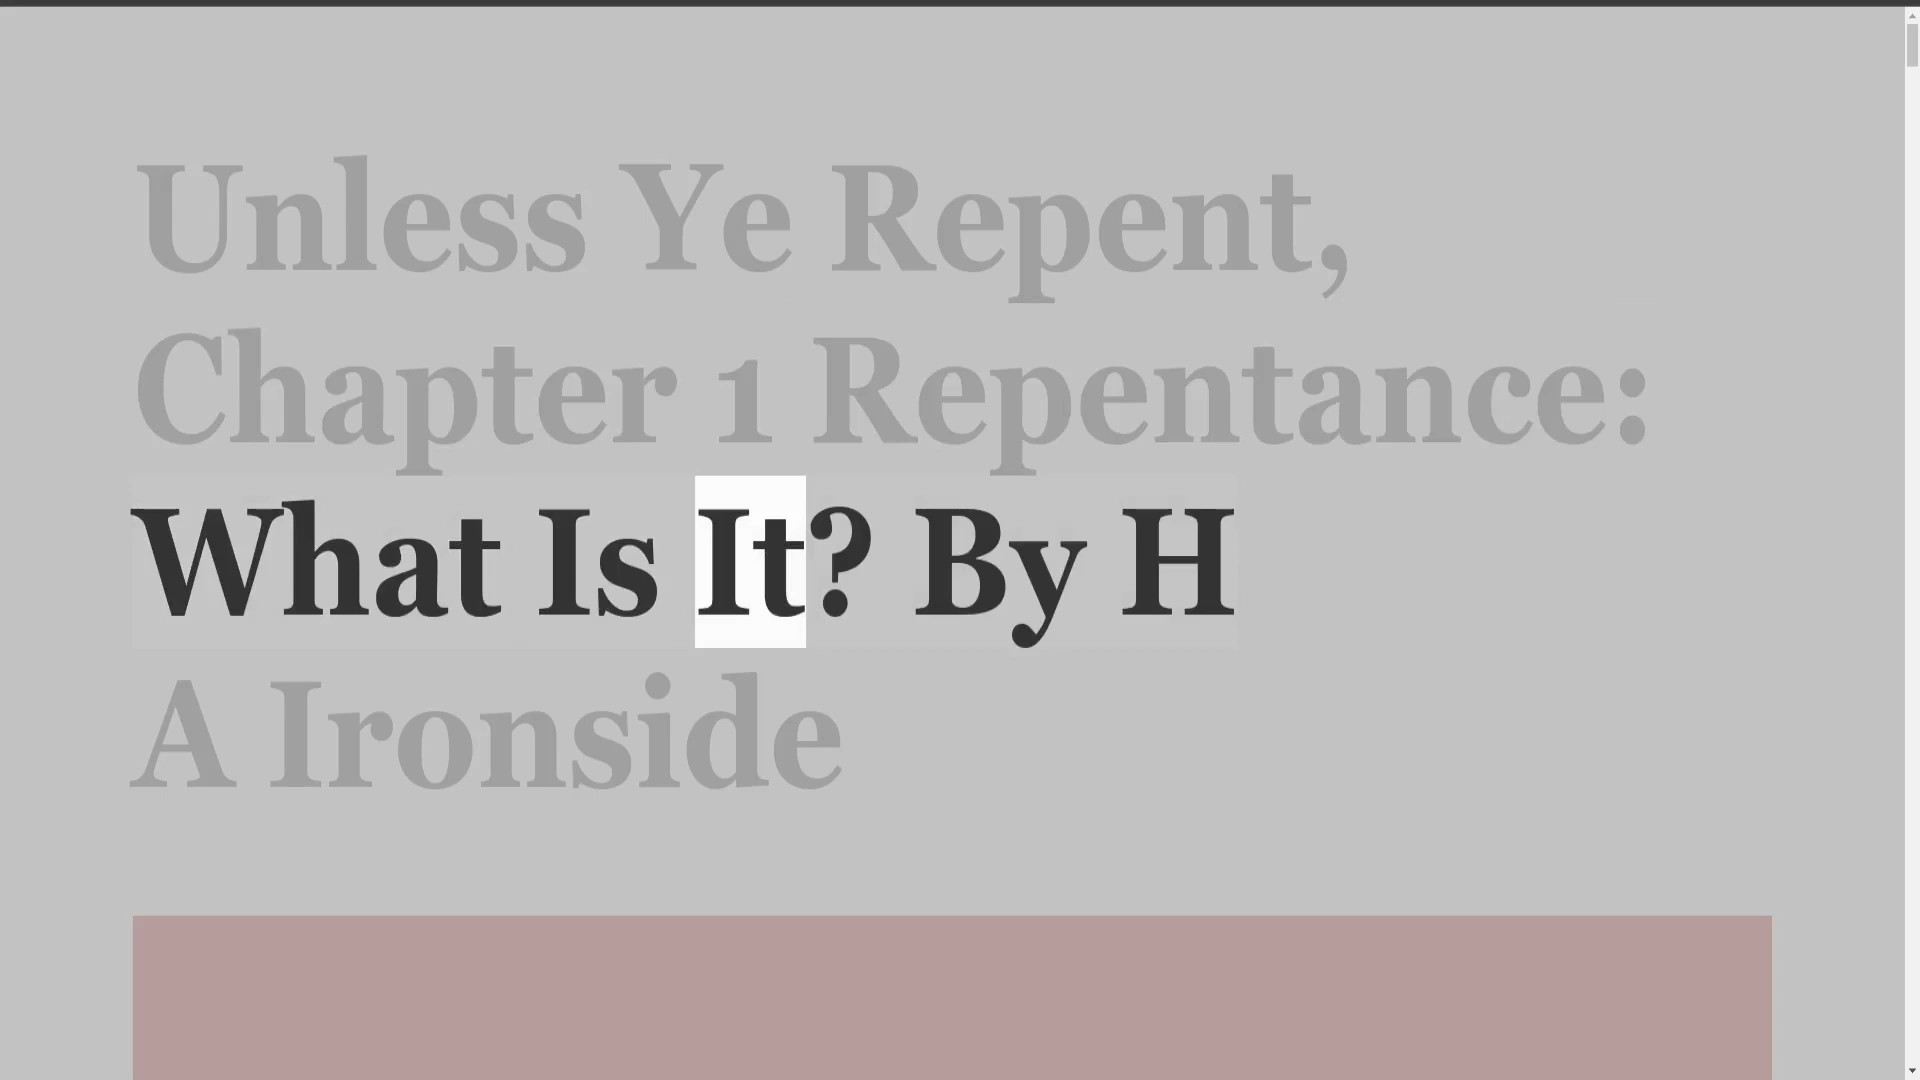 Unless Ye Repent,
Chapter 1 Repentance:
What Is It? By H
A Ironside